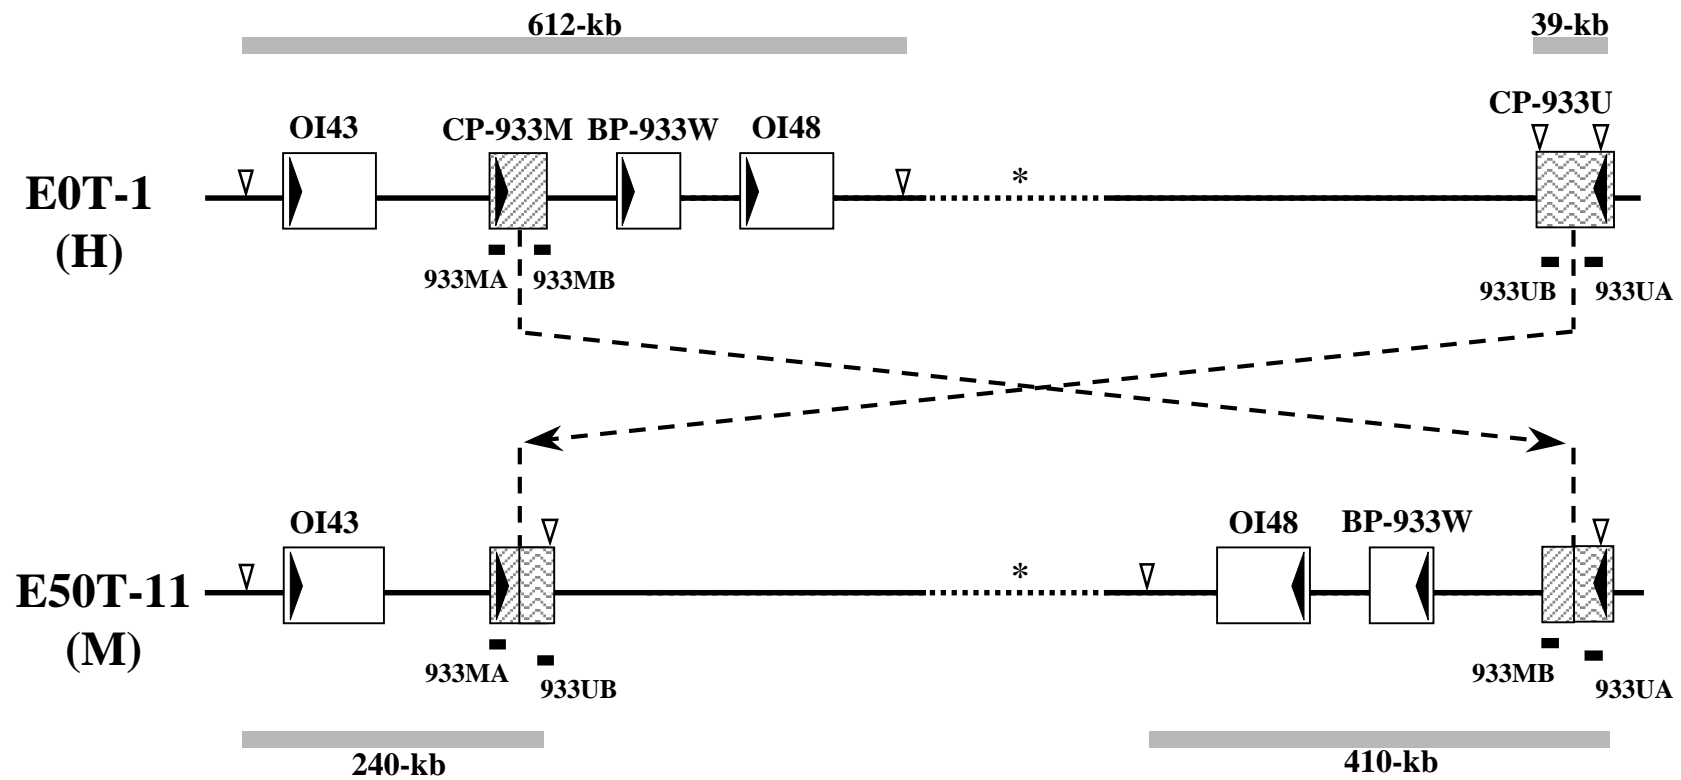 612-kb
39-kb
CP-933U
OI43
CP-933M
BP-933W
OI48
*
E0T-1
(H)
933MA
933MB
933UB
933UA
OI43
OI48
BP-933W
*
E50T-11
(M)
933MA
933UB
933MB
933UA
240-kb
410-kb